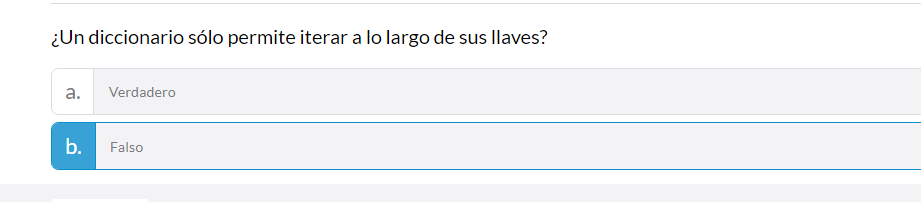 ¿Un diccionario sólo permite iterar a lo largo de sus llaves?
a. Verdadero
b. Falso